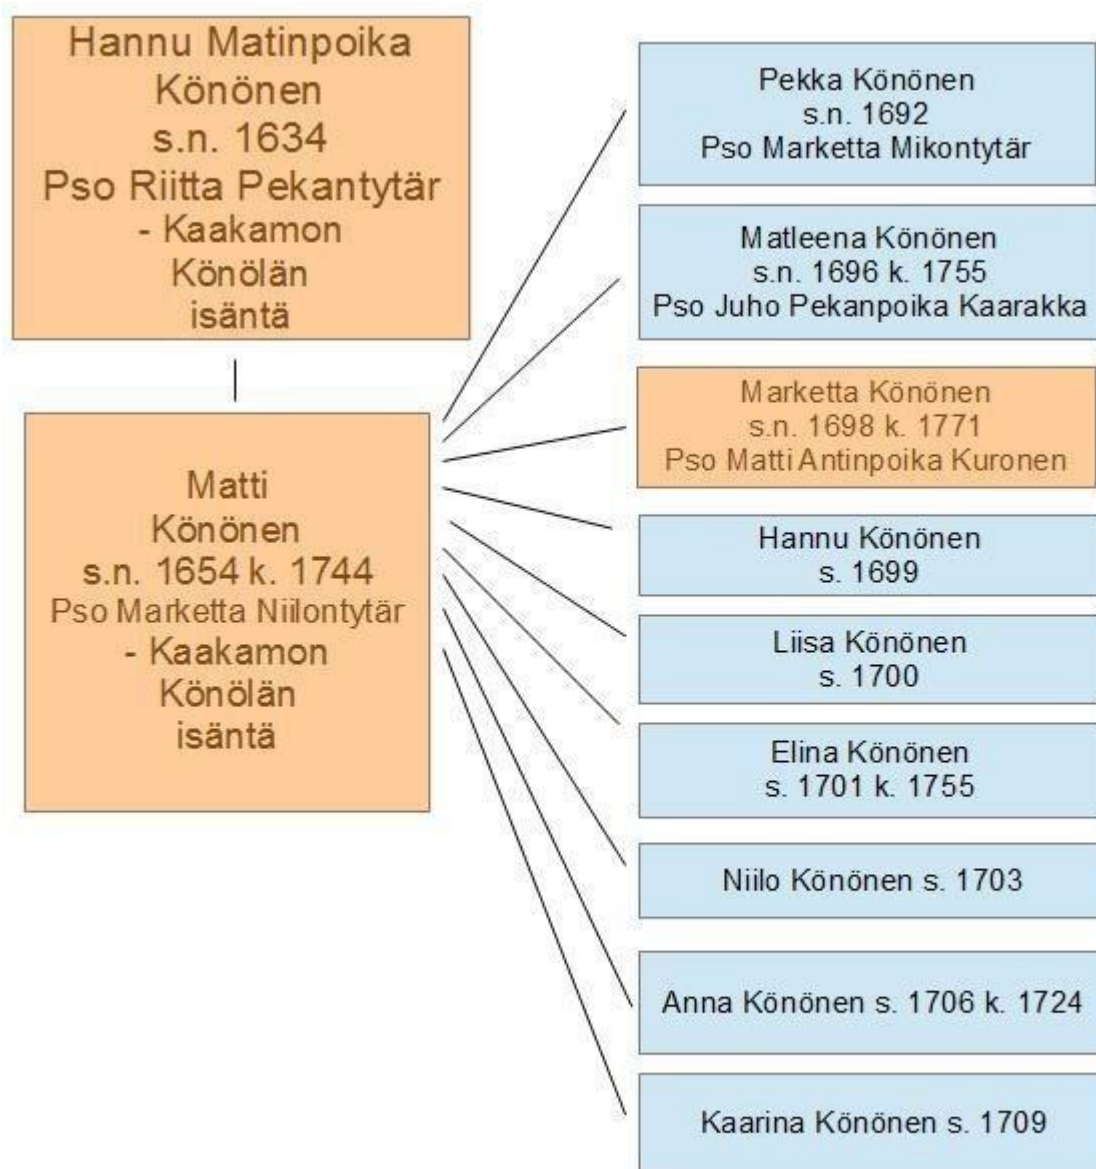 Hannu Matinpoika
Könönen
s.n. 1634
Pso Riitta Pekantytär
- Kaakamon
Könölän
isäntä
Matti
Könönen
s.n. 1654 k. 1744
Pso Marketta Niilontytär
- Kaakamon
Könölän
isäntä
Pekka Könönen
s.n. 1692
Pso Marketta Mikontytär
Matleena Könönen
s.n. 1696 k. 1755
Pso Juho Pekanpoika Kaarakka
Marketta Könönen
s.n. 1698 k. 1771
Pso Matti Antinpoika Kuronen
Hannu Könönen
s. 1699
Liisa Könönen
s. 1700
Elina Könönen
s. 1701 k. 1755
Niilo Könönen s. 1703
Anna Könönen s. 1706 k. 1724
Kaarina Könönen s. 1709